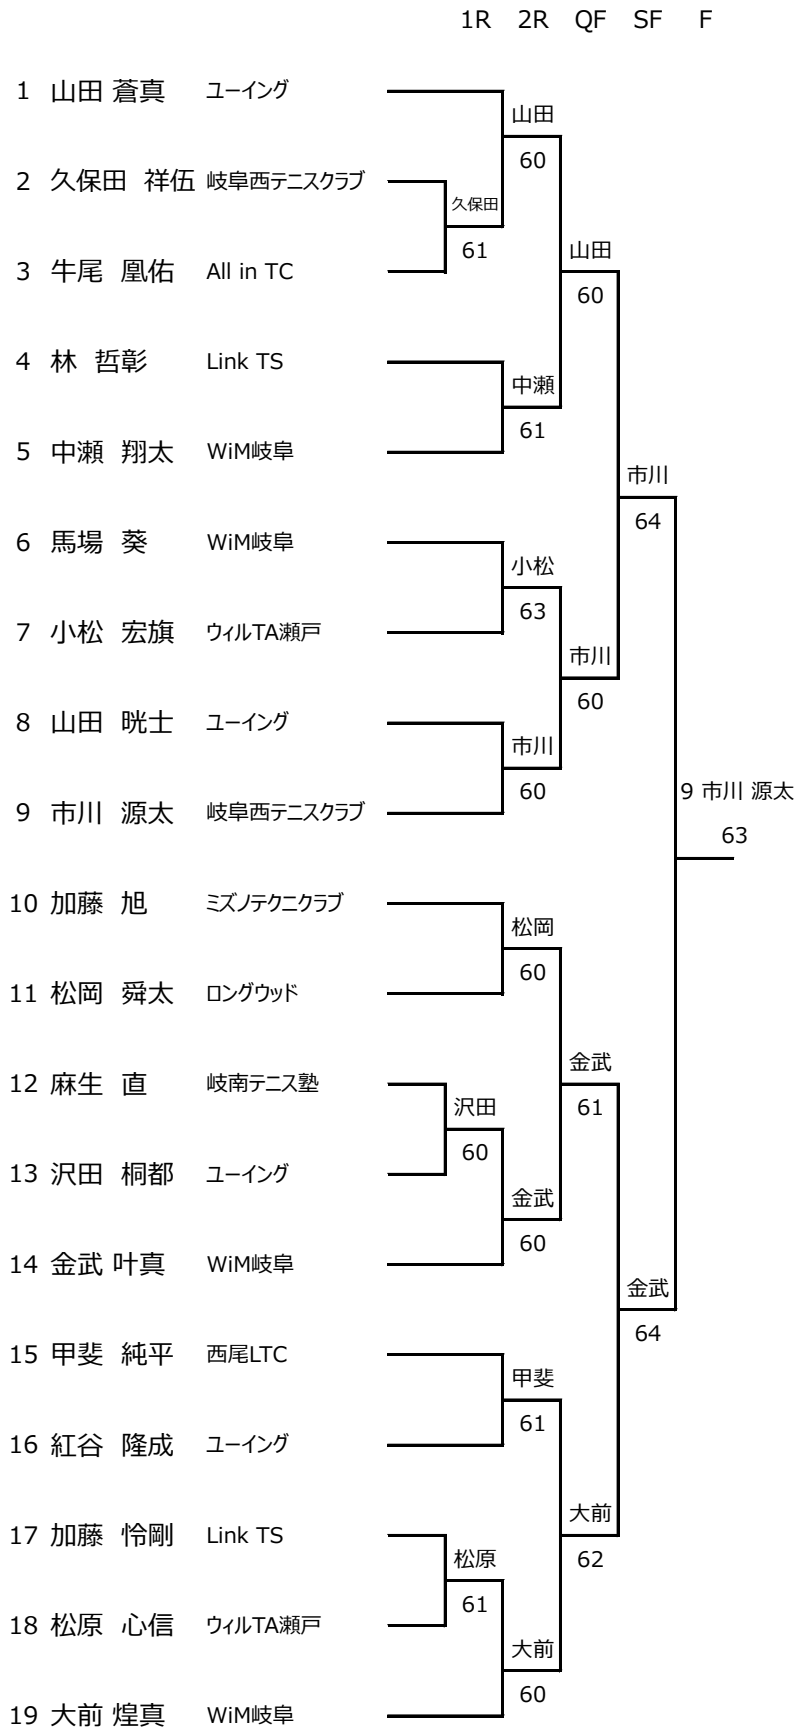 1R 2R QF SF F
1 山田 蒼真 ユーイング
山田
60
2 久保田 祥伍 岐阜西テニスクラブ
久保田
61
3 牛尾 凰佑 All in TC
山田
60
4 林 哲彰 Link TS
中瀬
61
5 中瀬 翔太 WiM岐阜
市川
64
6 馬場 葵 WiM岐阜
小松
63
7 小松 宏旗 ウィルTA瀬戸
市川
60
8 山田 晄士 ユーイング
市川
60
9 市川 源太 岐阜西テニスクラブ
9 市川 源太
63
10 加藤 旭 ミズノテクニクラブ
松岡
60
11 松岡 舜太 ロングウッド
金武
61
12 麻生 直 岐南テニス塾
沢田
60
13 沢田 桐都 ユーイング
金武
60
14 金武 叶真 WiM岐阜
金武
64
15 甲斐 純平 西尾LTC
甲斐
61
16 紅谷 隆成 ユーイング
大前
62
17 加藤 怜剛 Link TS
松原
61
18 松原 心信 ウィルTA瀬戸
大前
60
19 大前 煌真 WiM岐阜